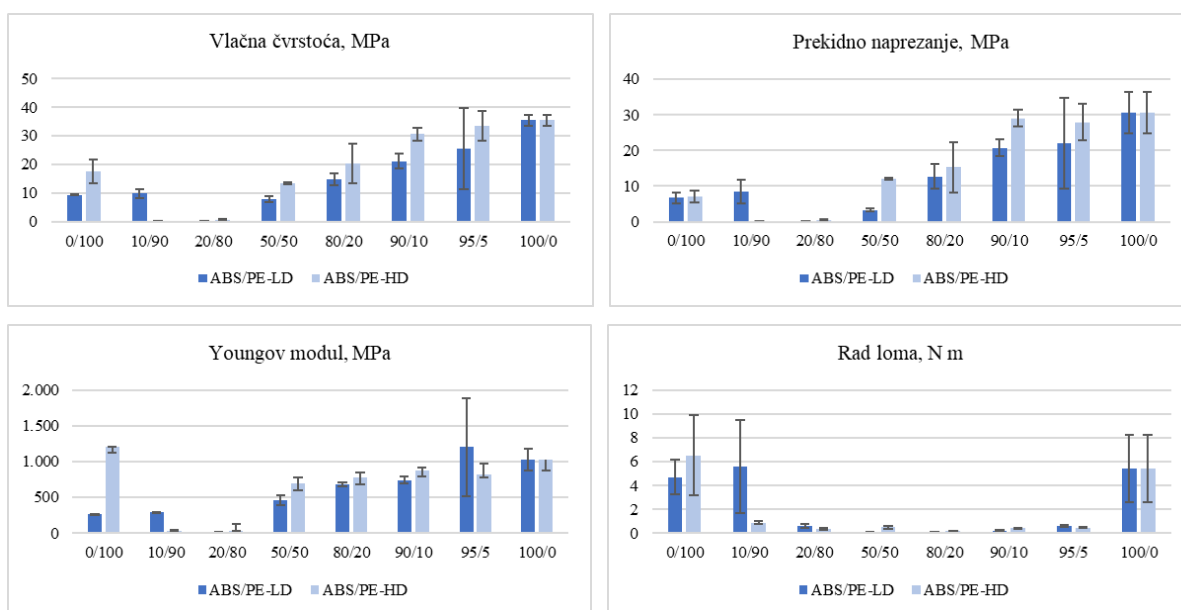 Vlačna čvrstoća, MPa
50
40
30
20
10
0
0/100 10/90 20/80 50/50 80/20 90/10 95/5 100/0
ABS/PE-LD ABS/PE-HD
Prekidno naprezanje, MPa
40
30
20
10
0
0/100 10/90 20/80 50/50 80/20 90/10 95/5 100/0
ABS/PE-LD ABS/PE-HD
Youngov modul, MPa
2.000
1.500
1.000
500
0
0/100 10/90 20/80 50/50 80/20 90/10 95/5 100/0
ABS/PE-LD ABS/PE-HD
Rad loma, N m
12
10
8
6
4
2
0
0/100 10/90 20/80 50/50 80/20 90/10 95/5 100/0
ABS/PE-LD ABS/PE-HD